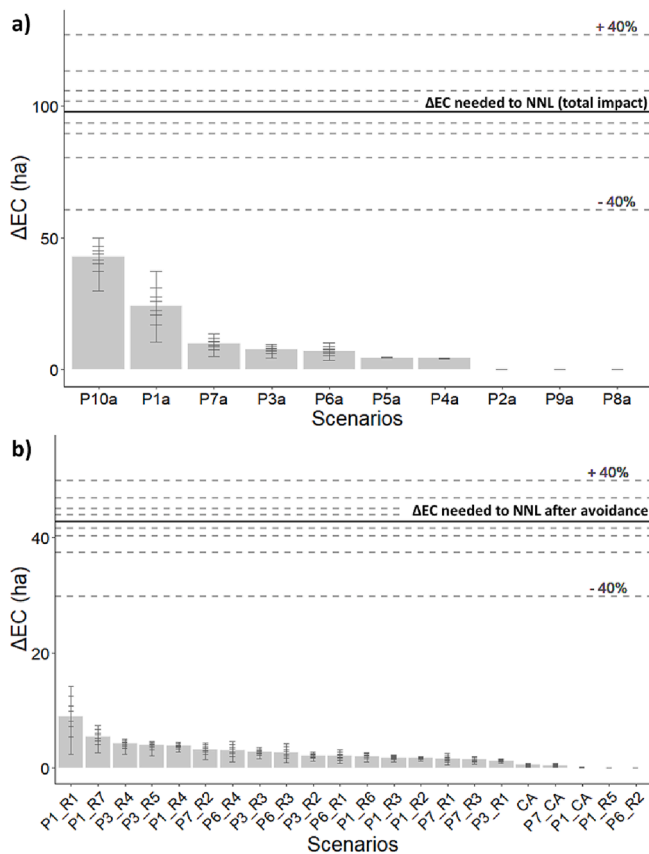 a)
+ 40%
100
ΔEC needed to NNL (total impact)
- 40%
ΔEC (ha)
50
0
P10a P1a P7a P3a P6a P5a P4a P2a P9a P8a
Scenarios
b)
+ 40%
ΔEC needed to NNL after avoidance
40
- 40%
ΔEC (ha)
20
0
P1_R1 P1_R7 P3_R4 P3_R5 P1_R4 P7_R2 P6_R4 P3_R3 P6_R3 P3_R2 P6_R1 P1_R6 P1_R3 P1_R2 P7_R1 P7_R3 P3_R1 CA P7_CA P1_CA P1_R5 P6_R2
Scenarios